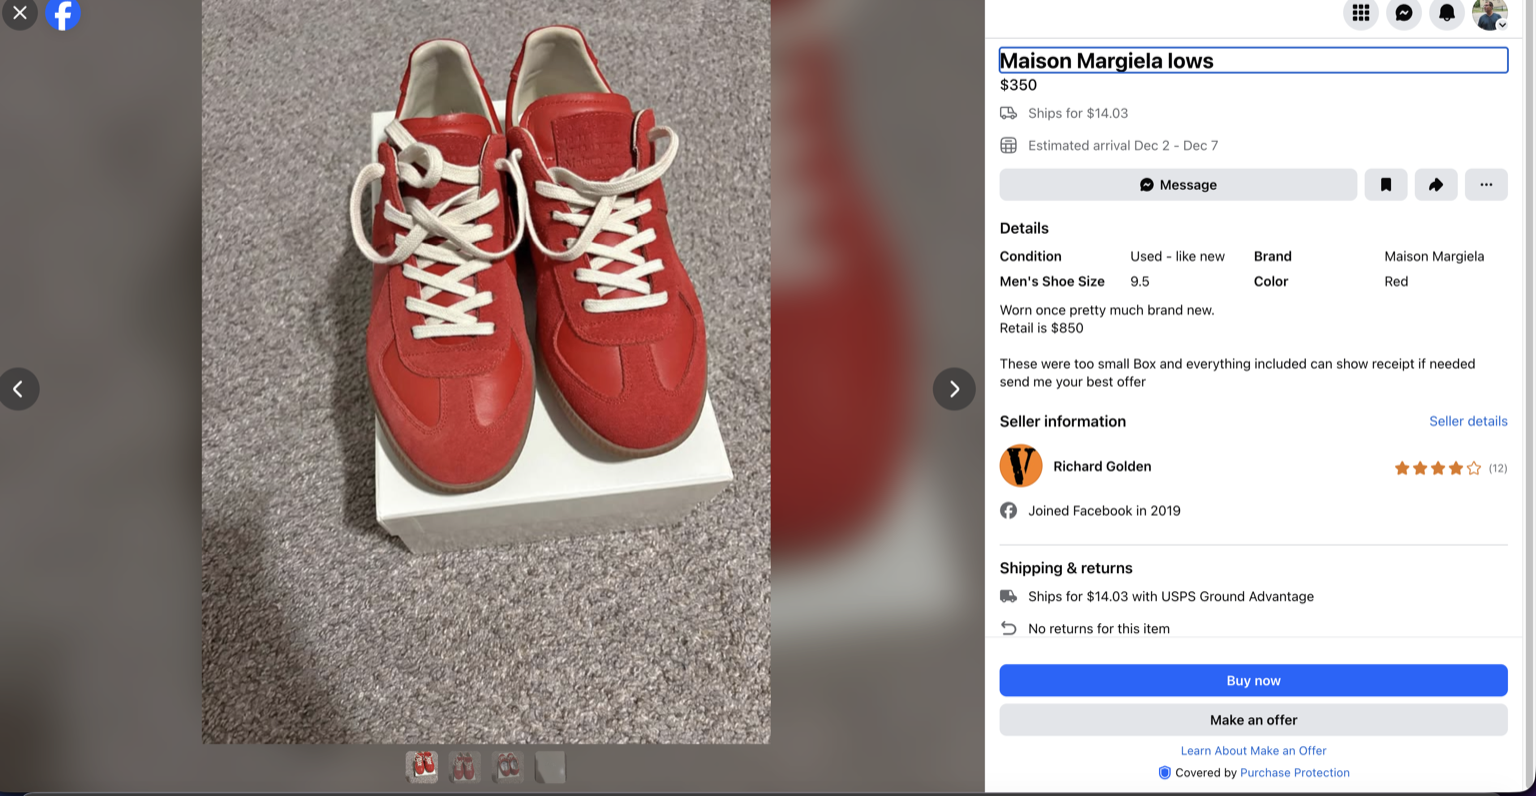 Maison Margiela lows
$350
Ships for $14.03
Estimated arrival Dec 2 - Dec 7
Message
Details
Condition Used - like new Brand Maison Margiela
Men's Shoe Size 9.5 Color Red
Worn once pretty much brand new.
Retail is $850
These were too small Box and everything included can show receipt if needed
send me your best offer
Seller information Seller details
V
Richard Golden (12)
Joined Facebook in 2019
Shipping & returns
Ships for $14.03 with USPS Ground Advantage
No returns for this item
Buy now
Make an offer
Learn About Make an Offer
Covered by Purchase Protection